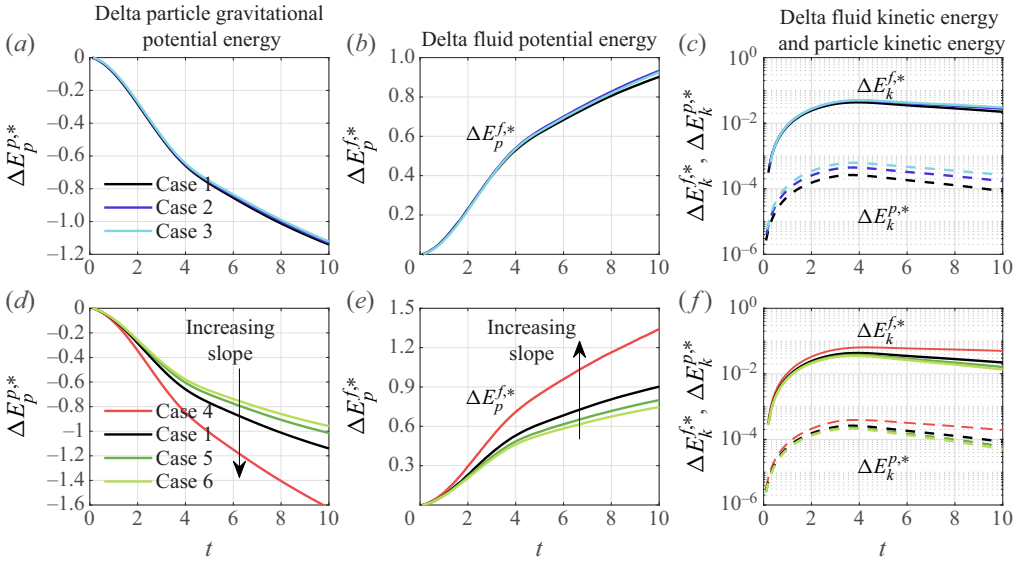 Delta particle gravitational
potential energy
Delta fluid potential energy
Delta fluid kinetic energy
and particle kinetic energy
(a)
(b)
(c)
0
−0.2
−0.4
−0.6
−0.8
−1.0
−1.2
ΔE_p^{p,*}
Case 1
Case 2
Case 3
0 2 4 6 8 10
1.0
0.8
0.6
0.4
0.2
ΔE_p^{f,*}
ΔE_p^{f,*}
0 2 4 6 8 10
10^0
10^{−2}
10^{−4}
10^{−6}
ΔE_k^{f,*}, ΔE_k^{p,*}
ΔE_k^{f,*}
ΔE_k^{p,*}
0 2 4 6 8 10
(d)
(e)
(f)
0
−0.2
−0.4
−0.6
−0.8
−1
−1.2
−1.4
−1.6
ΔE_p^{p,*}
Increasing
slope
Case 4
Case 1
Case 5
Case 6
0 2 4 6 8 10
t
1.5
1.2
0.9
0.6
0.3
ΔE_p^{f,*}
Increasing
slope
ΔE_p^{f,*}
0 2 4 6 8 10
t
10^0
10^{−2}
10^{−4}
10^{−6}
ΔE_k^{f,*}, ΔE_k^{p,*}
ΔE_k^{f,*}
ΔE_k^{p,*}
0 2 4 6 8 10
t